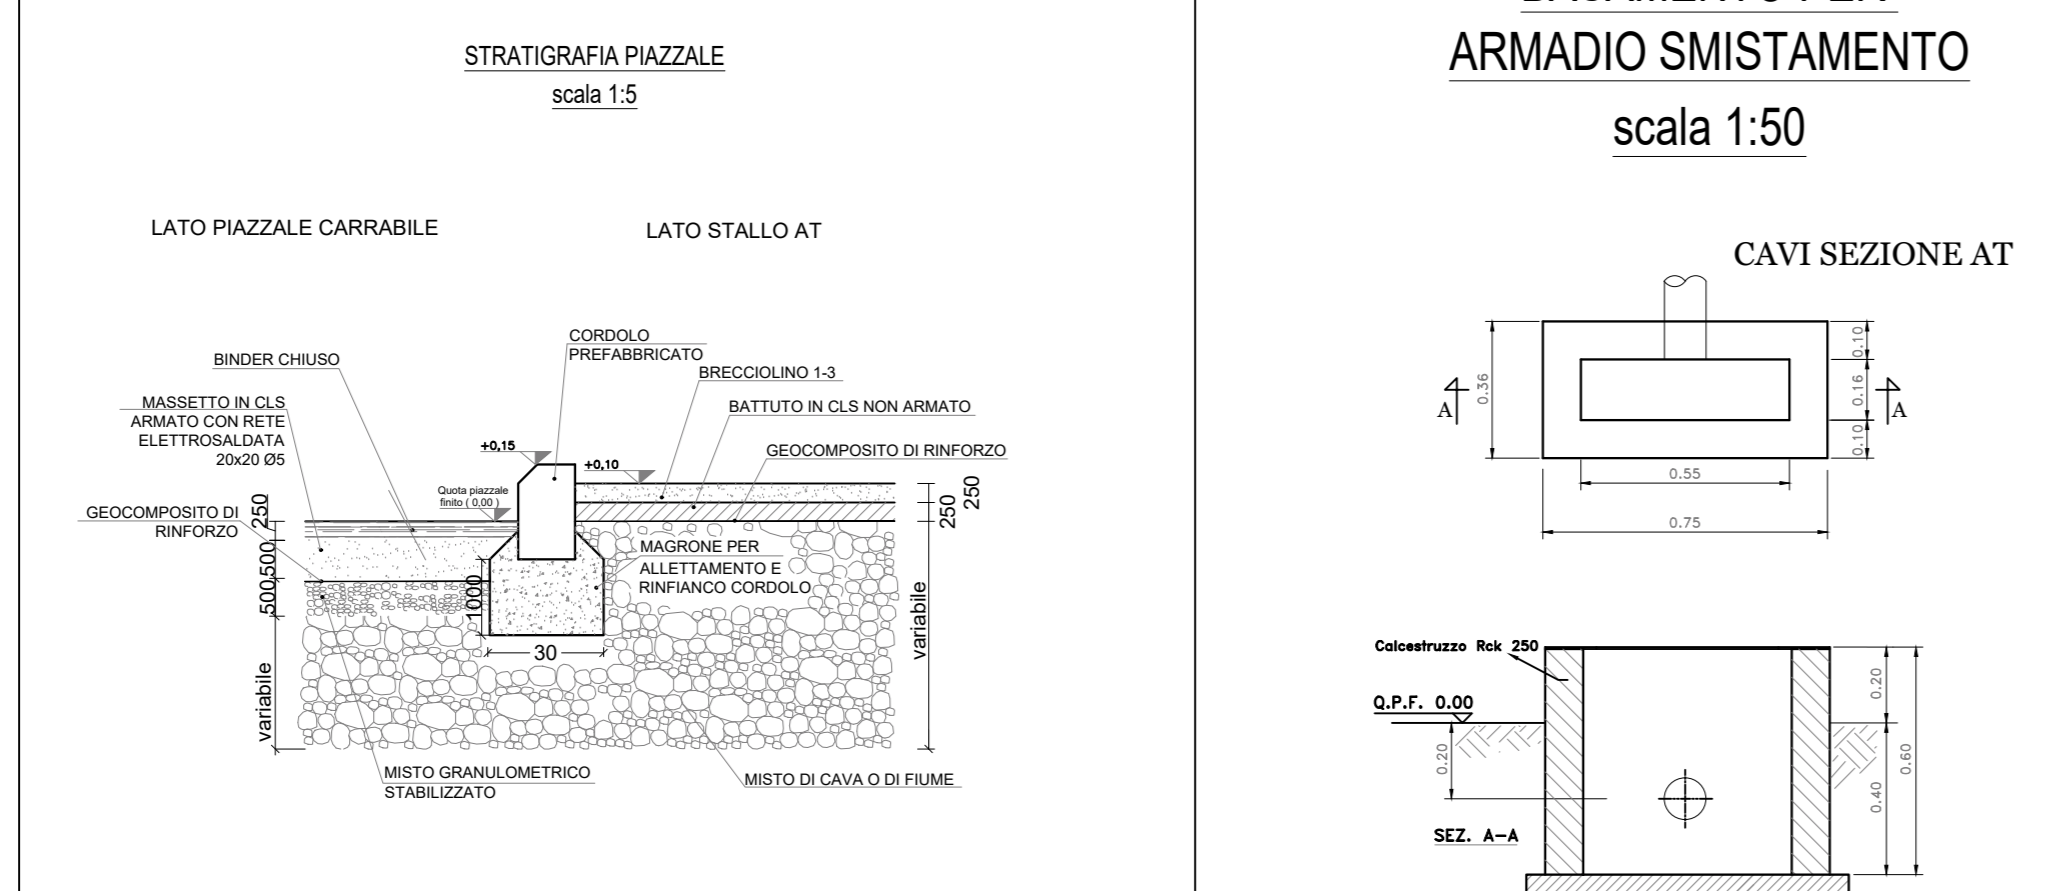 STRATIGRAFIA PIAZZALE
scala 1:5
LATO PIAZZALE CARRABILE
LATO STALLO AT
CORDOLO
PREFABBRICATO
BINDER CHIUSO
BRECCIOLINO 1-3
MASSETTO IN CLS
ARMATO CON RETE
ELETTROSALDATA
20x20 Ø5
BATTUTO IN CLS NON ARMATO
GEOCOMPOSITO DI RINFORZO
+0,15
+0,10
Quota piazzale
finito ( 0,00 )
GEOCOMPOSITO DI
RINFORZO
250
500
500
variabile
1000
30
250
250
variabile
MAGRONE PER
ALLETTAMENTO E
RINFIANCO CORDOLO
MISTO GRANULOMETRICO
STABILIZZATO
MISTO DI CAVA O DI FIUME
BASAMENTO PER
ARMADIO SMISTAMENTO
scala 1:50
CAVI SEZIONE AT
0.36
A
A
0.10
0.16
0.10
0.55
0.75
Calcestruzzo Rck 250
Q.P.F. 0.00
0.20
0.20
0.40
0.60
SEZ. A-A